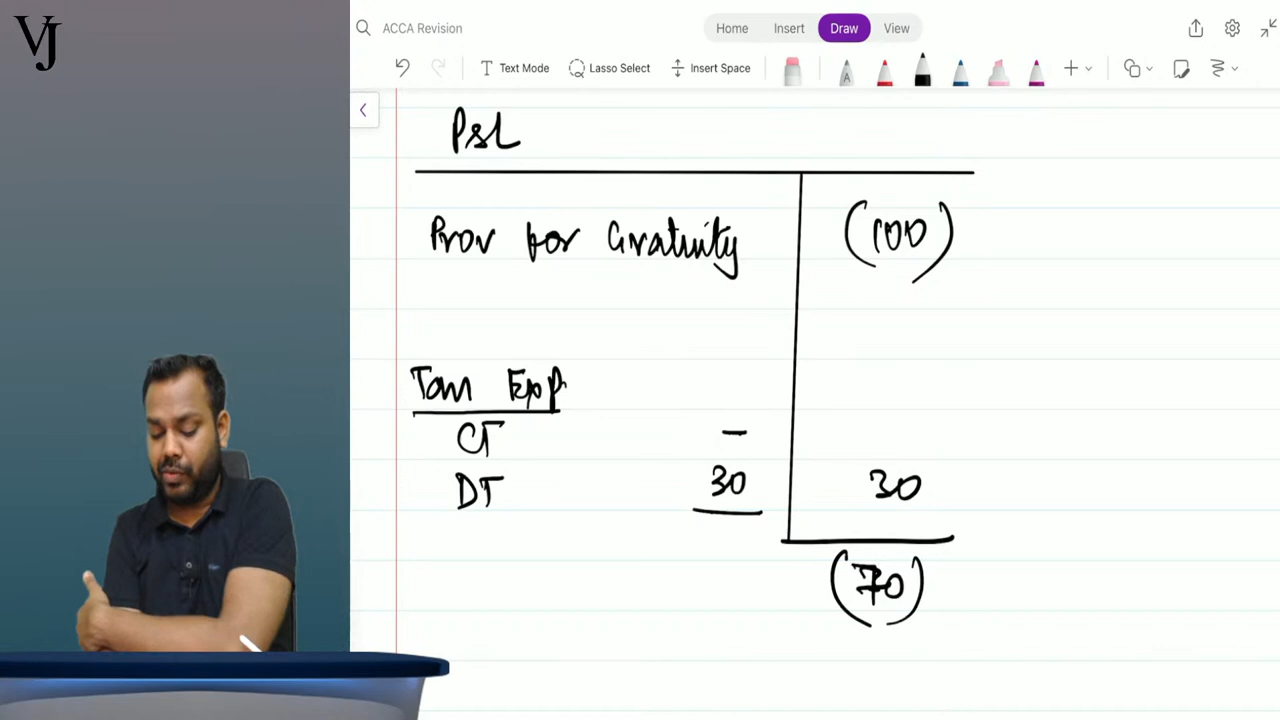 VJ
ACCA Revision
Home Insert Draw View
Text Mode Lasso Select Insert Space
A
P&L
Prov for Gratuity (100)
Tax Exp
CT –
DT 30 30
(70)